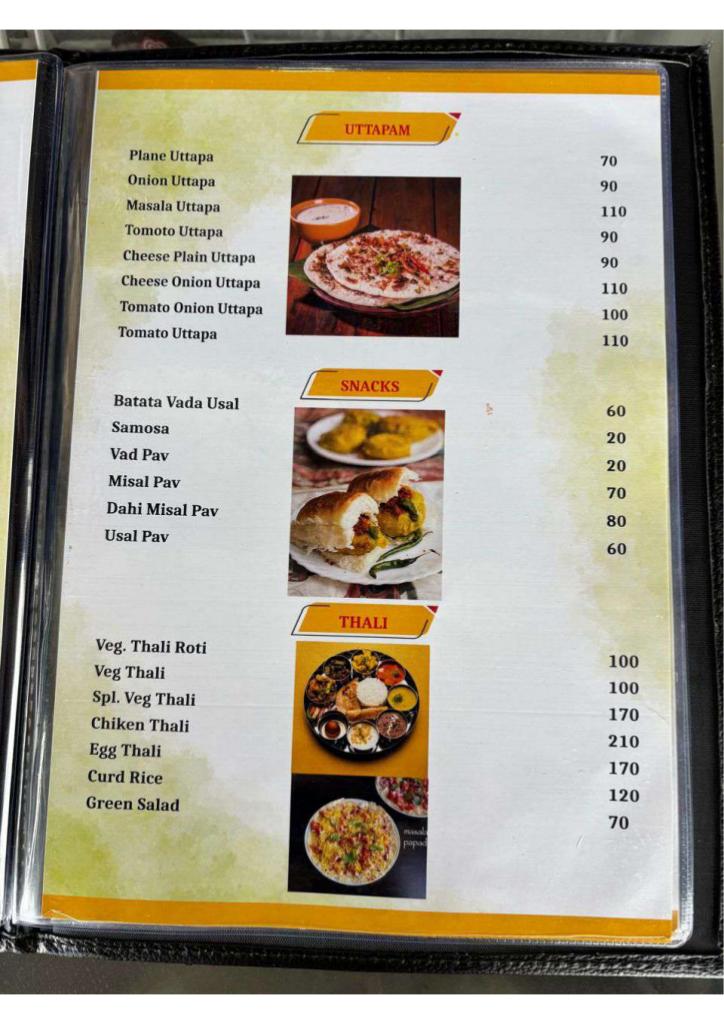 UTTAPAM
Plane Uttapa 70
Onion Uttapa 90
Masala Uttapa 110
Tomoto Uttapa 90
Cheese Plain Uttapa 90
Cheese Onion Uttapa 110
Tomato Onion Uttapa 100
Tomato Uttapa 110
SNACKS
Batata Vada Usal 60
Samosa 20
Vad Pav 20
Misal Pav 70
Dahi Misal Pav 80
Usal Pav 60
THALI
Veg. Thali Roti 100
Veg Thali 100
Spl. Veg Thali 170
Chiken Thali 210
Egg Thali 170
Curd Rice 120
Green Salad 70
masala
papad